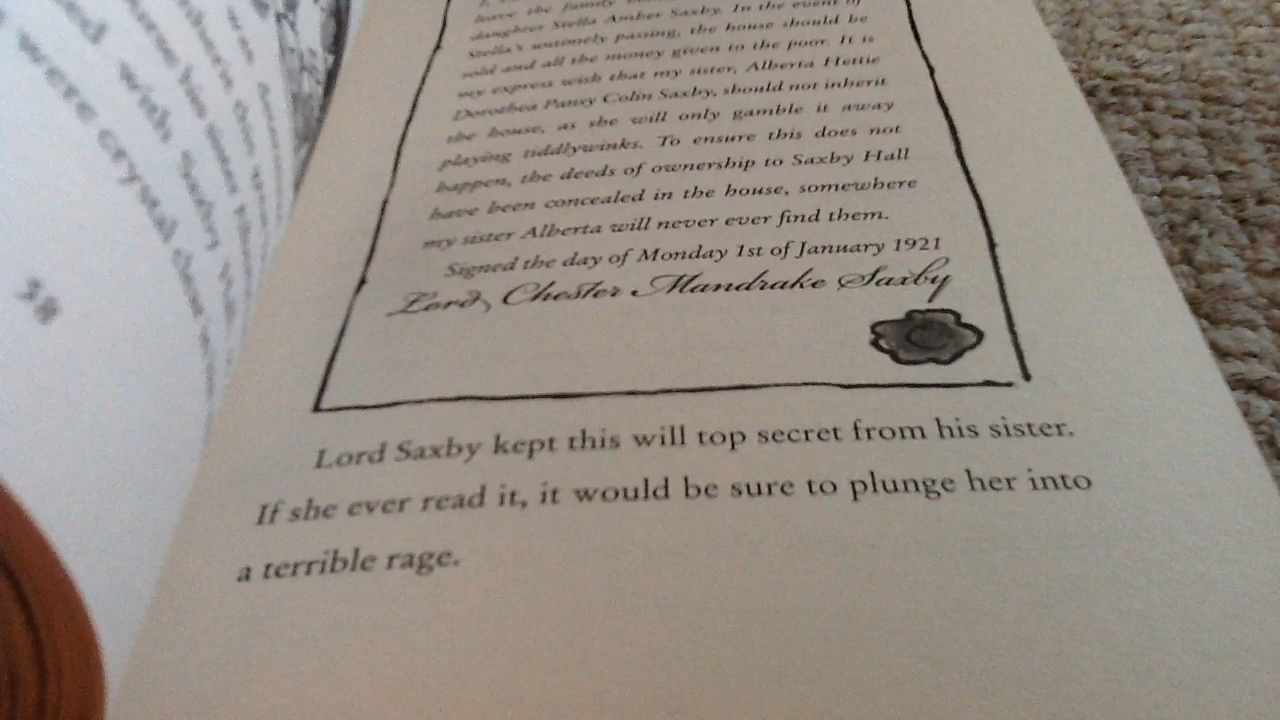 were crystal
58
leave the family
daughter Stella Amber Saxby. In the event of
Stella's untimely passing, the house should be
sold and all the money given to the poor. It is
my express wish that my sister, Alberta Hettie
Dorothea Pansy Colin Saxby, should not inherit
the house, as she will only gamble it away
playing tiddlywinks. To ensure this does not
happen, the deeds of ownership to Saxby Hall
have been concealed in the house, somewhere
my sister Alberta will never ever find them.
Signed the day of Monday 1st of January 1921
Lord Chester Mandrake Saxby
Lord Saxby kept this will top secret from his sister.
If she ever read it, it would be sure to plunge her into
a terrible rage.